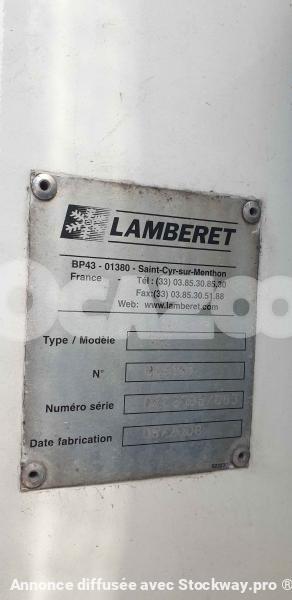 LAMBERET
BP43 - 01380 - Saint-Cyr-sur-Menthon
France - Tél : (33) 03.85.30.85.30
Fax:(33) 03.85.30.51.88
Web: www.lamberet.com
Type / Modèle
N°
Numéro série
Date fabrication
Annonce diffusée avec Stockway.pro ®